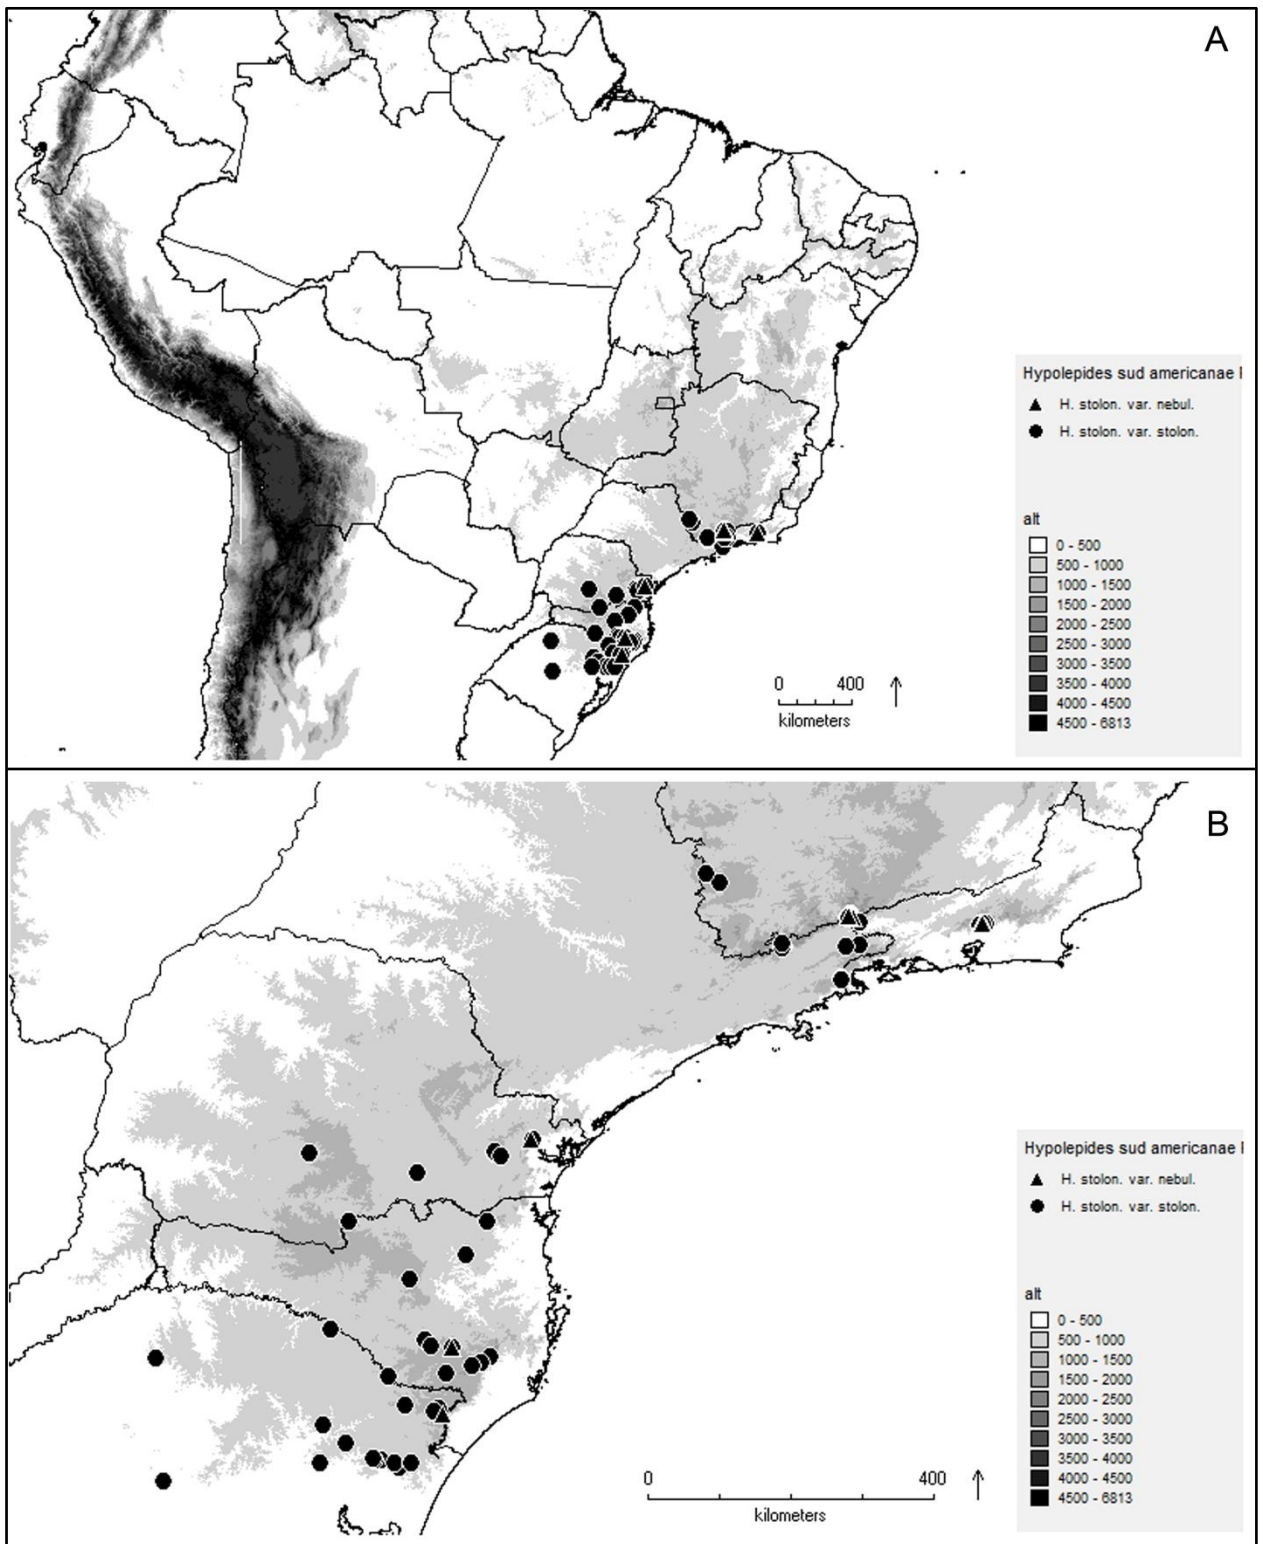 A
Hypolepides sud americanae
H. stolon. var. nebul.
H. stolon. var. stolon.
alt
0 - 500
500 - 1000
1000 - 1500
1500 - 2000
2000 - 2500
2500 - 3000
3000 - 3500
3500 - 4000
4000 - 4500
4500 - 6813
0 400
kilometers
B
Hypolepides sud americanae
H. stolon. var. nebul.
H. stolon. var. stolon.
alt
0 - 500
500 - 1000
1000 - 1500
1500 - 2000
2000 - 2500
2500 - 3000
3000 - 3500
3500 - 4000
4000 - 4500
4500 - 6813
0 400
kilometers